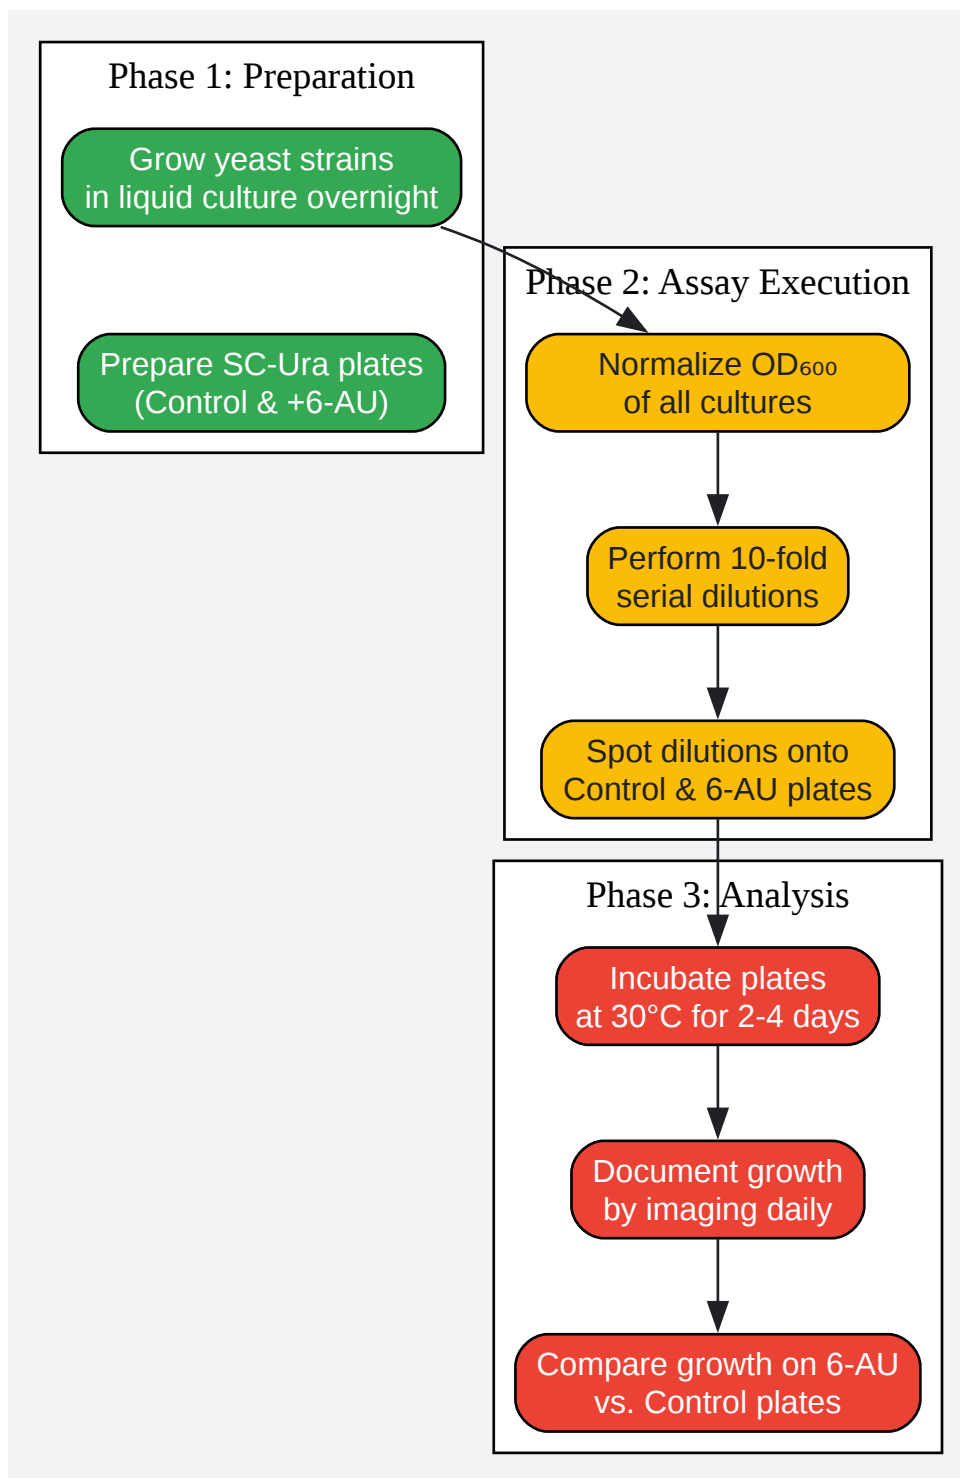 Phase 1: Preparation
Grow yeast strains
in liquid culture overnight
Prepare SC-Ura plates
(Control & +6-AU)
Phase 2: Assay Execution
Normalize OD₆₀₀
of all cultures
Perform 10-fold
serial dilutions
Spot dilutions onto
Control & 6-AU plates
Phase 3: Analysis
Incubate plates
at 30°C for 2-4 days
Document growth
by imaging daily
Compare growth on 6-AU
vs. Control plates